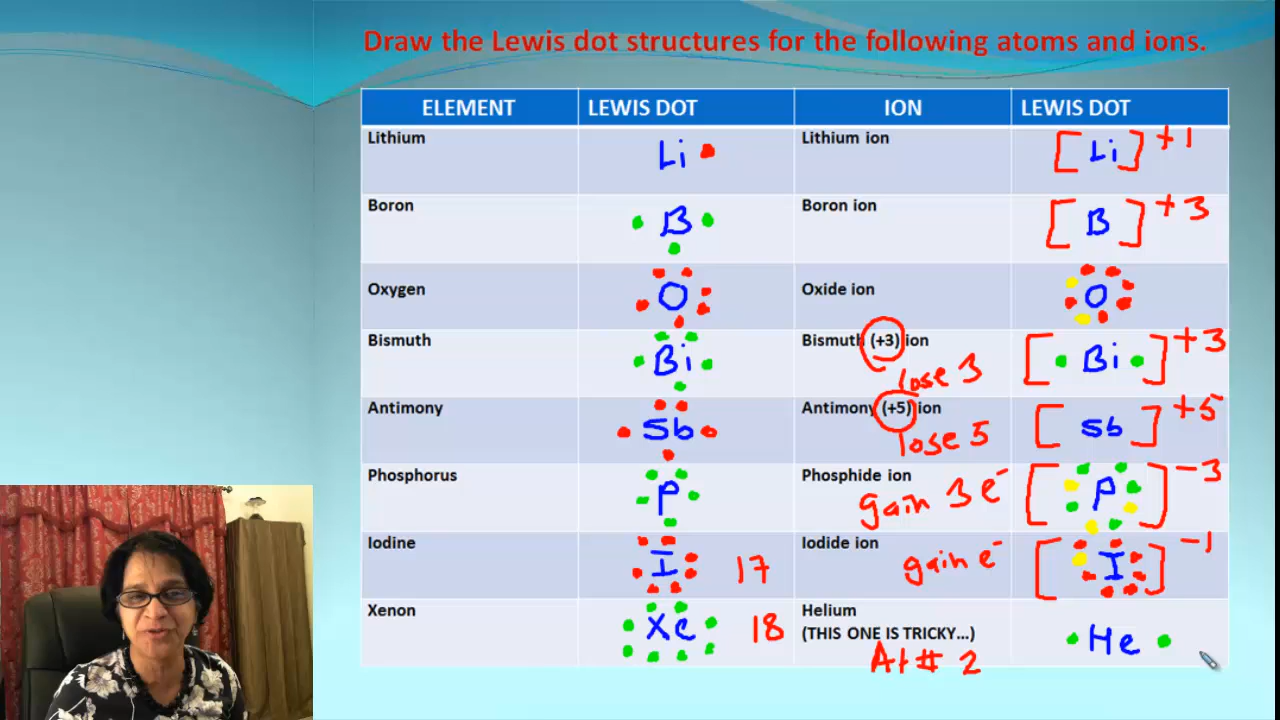 Draw the Lewis dot structures for the following atoms and ions.
ELEMENT LEWIS DOT ION LEWIS DOT
Lithium Li Lithium ion [Li]+1
Boron B Boron ion [B]+3
Oxygen O Oxide ion O
Bismuth Bi Bismuth (+3) ion [Bi]+3
lose 3
Antimony Sb Antimony (+5) ion [Sb]+5
lose 5
Phosphorus P Phosphide ion [P]-3
gain 3e-
Iodine I 17 Iodide ion [I]-1
gain e-
Xenon Xe 18 Helium He
(THIS ONE IS TRICKY...)
At# 2